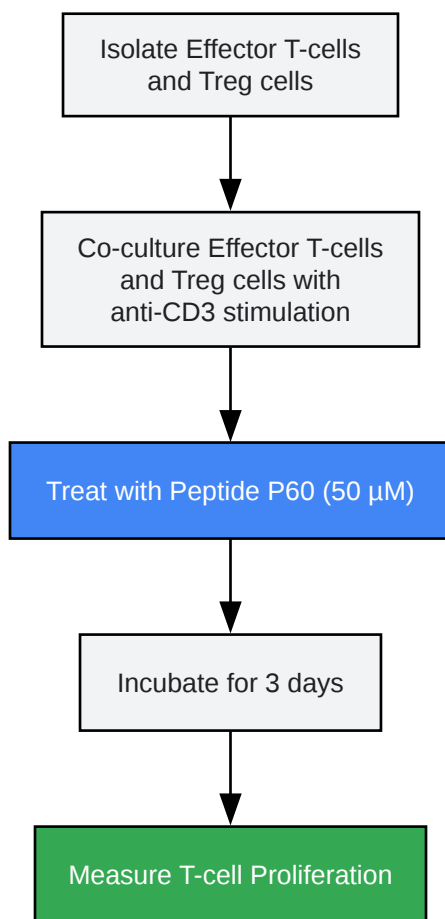 Isolate Effector T-cells
and Treg cells
Co-culture Effector T-cells
and Treg cells with
anti-CD3 stimulation
Treat with Peptide P60 (50 µM)
Incubate for 3 days
Measure T-cell Proliferation